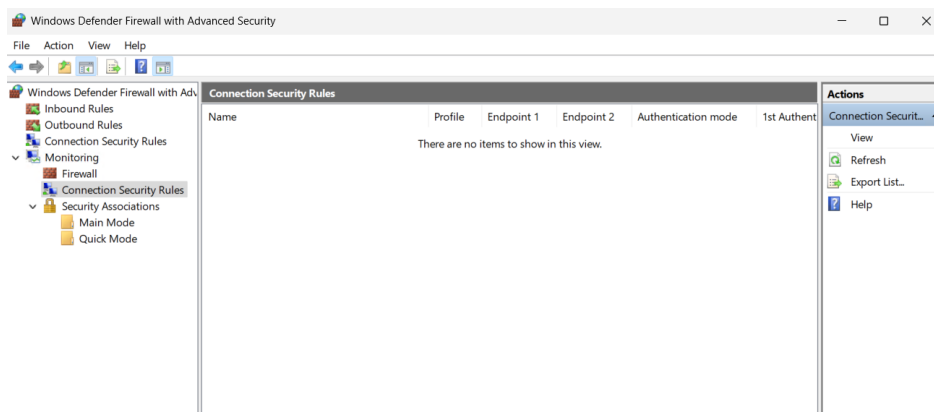 Windows Defender Firewall with Advanced Security
File Action View Help
Windows Defender Firewall with Adv
Inbound Rules
Outbound Rules
Connection Security Rules
Monitoring
Firewall
Connection Security Rules
Security Associations
Main Mode
Quick Mode
Connection Security Rules
Name Profile Endpoint 1 Endpoint 2 Authentication mode 1st Authent
There are no items to show in this view.
Actions
Connection Securit...
View
Refresh
Export List...
Help